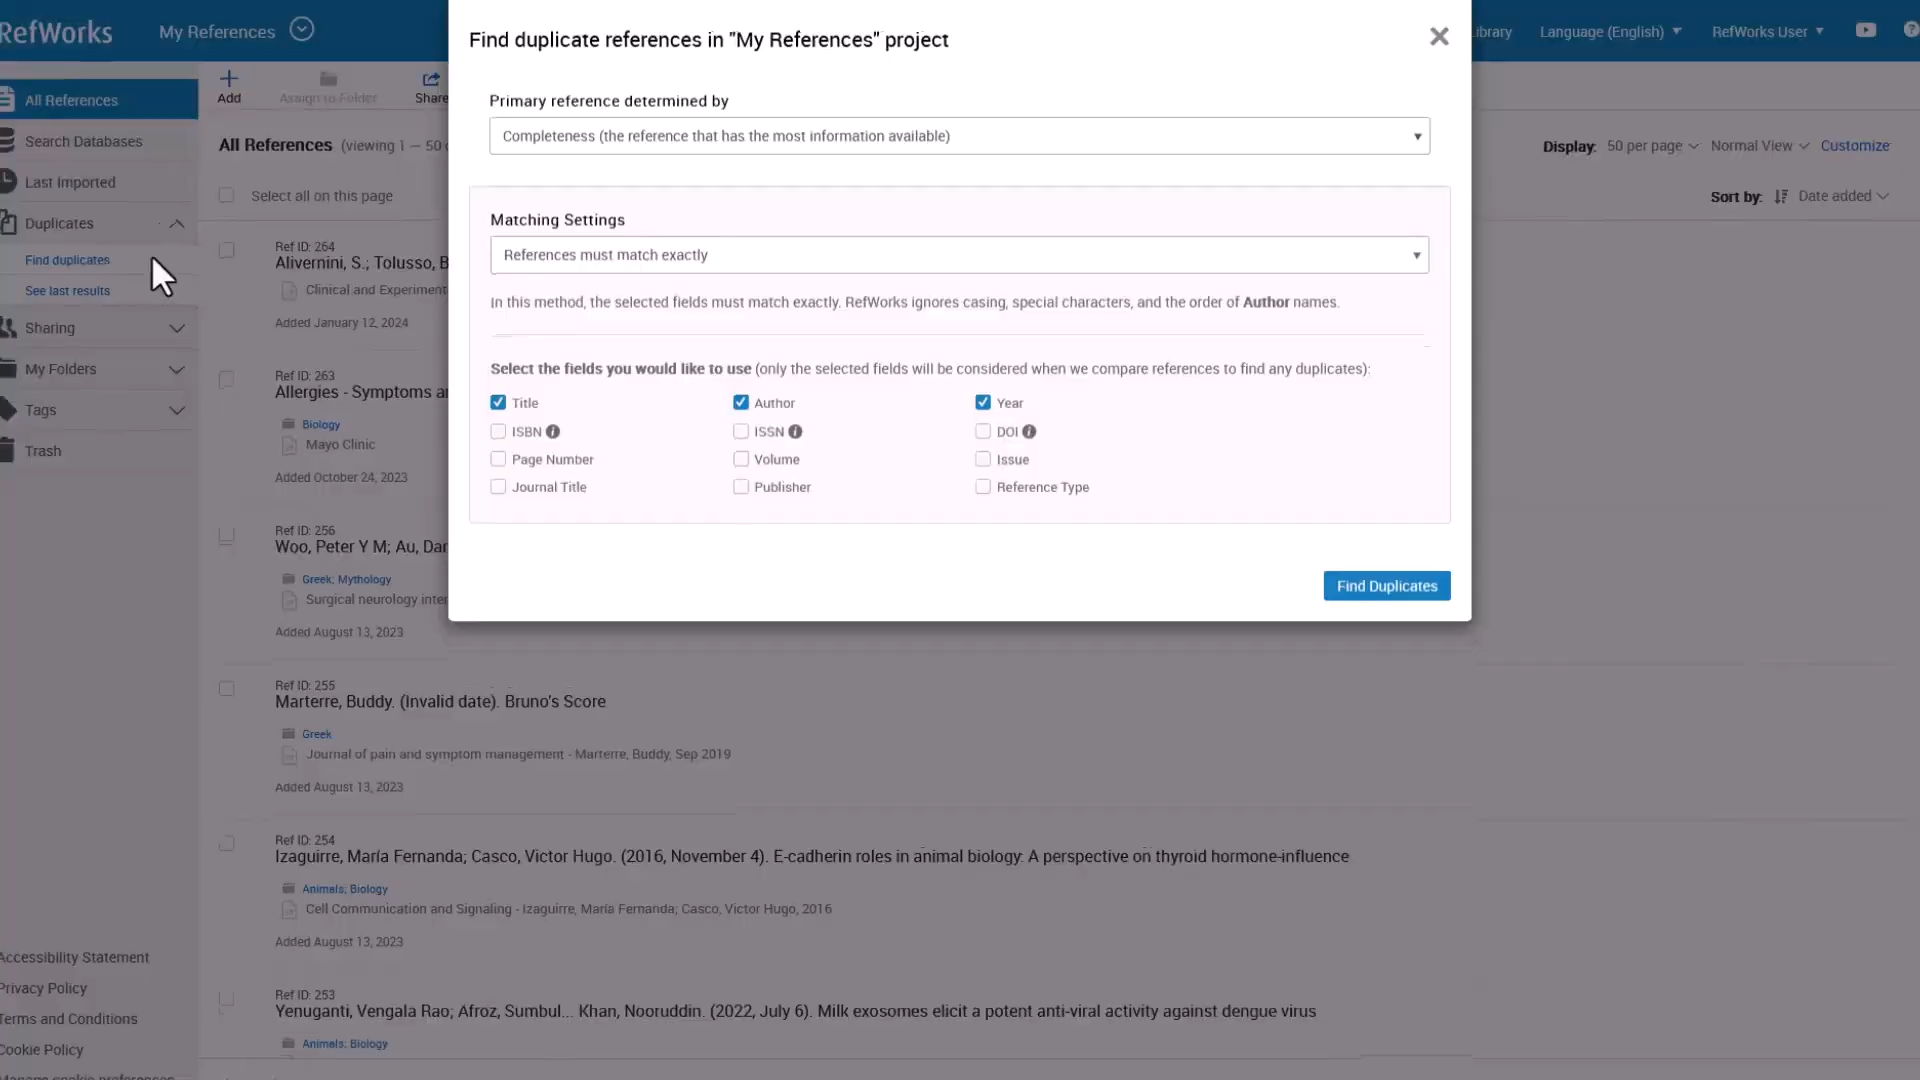 RefWorks
My References
Library
Language (English)
RefWorks User
Find duplicate references in "My References" project
Primary reference determined by
Completeness (the reference that has the most information available)
Matching Settings
References must match exactly
In this method, the selected fields must match exactly. RefWorks ignores casing, special characters, and the order of Author names.
Select the fields you would like to use (only the selected fields will be considered when we compare references to find any duplicates):
Title Author Year
ISBN ISSN DOI
Page Number Volume Issue
Journal Title Publisher Reference Type
Find Duplicates
All References
Search Databases
Last Imported
Duplicates
Find duplicates
See last results
Sharing
My Folders
Tags
Trash
Accessibility Statement
Privacy Policy
Terms and Conditions
Cookie Policy
Manage cookie preferences
Add
Assign to Folder
Share
All References (viewing 1 — 50
Display: 50 per page Normal View Customize
Select all on this page
Sort by: Date added
Ref ID: 264
Alivernini, S.; Tolusso, B
Clinical and Experiment
Added January 12, 2024
Ref ID: 263
Allergies - Symptoms a
Biology
Mayo Clinic
Added October 24, 2023
Ref ID: 256
Woo, Peter Y M; Au, Dar
Greek; Mythology
Surgical neurology inter
Added August 13, 2023
Ref ID: 255
Marterre, Buddy. (Invalid date). Bruno's Score
Greek
Journal of pain and symptom management - Marterre, Buddy, Sep 2019
Added August 13, 2023
Ref ID: 254
Izaguirre, María Fernanda; Casco, Victor Hugo. (2016, November 4). E-cadherin roles in animal biology: A perspective on thyroid hormone-influence
Animals; Biology
Cell Communication and Signaling - Izaguirre, María Fernanda; Casco, Victor Hugo, 2016
Added August 13, 2023
Ref ID: 253
Yenuganti, Vengala Rao; Afroz, Sumbul... Khan, Nooruddin. (2022, July 6). Milk exosomes elicit a potent anti-viral activity against dengue virus
Animals; Biology